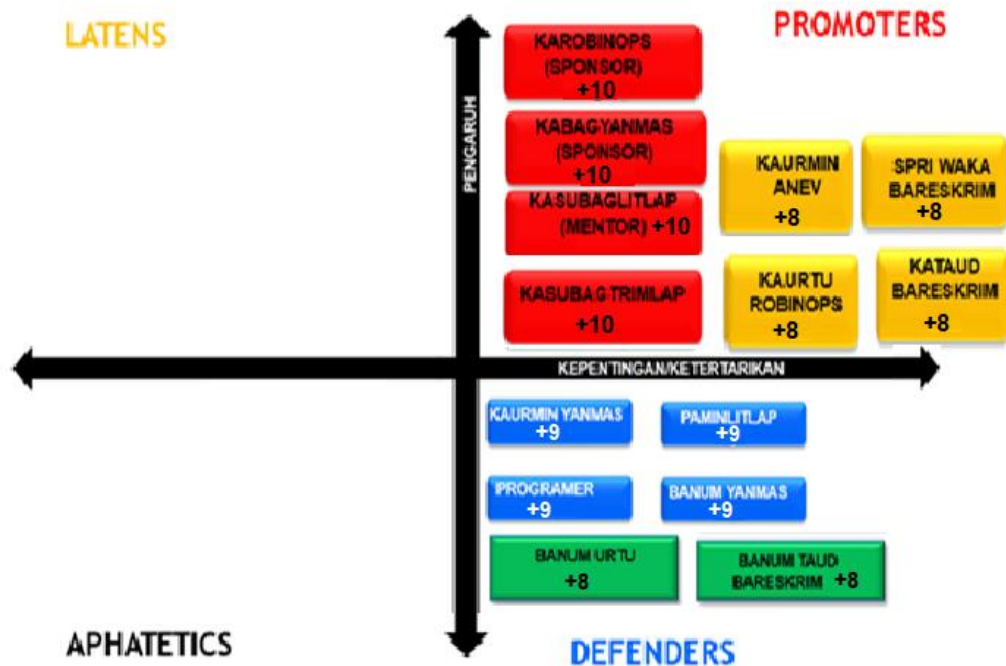 LATENS
PROMOTERS
PENGARUH
KAROBINOPS
(SPONSOR)
+10
KABAGYANMAS
(SPONSOR)
+10
KASUBAGLITLAP
(MENTOR) +10
KASUBAGTRIMLAP
+10
KAURMIN
ANEV
+8
SPRI WAKA
BARESKRIM
+8
KAURTU
ROBINOPS
+8
KATAUD
BARESKRIM
+8
KEPENTINGAN/KETERTARIKAN
KAURMIN YANMAS
+9
PAMINLITLAP
+9
PROGRAMER
+9
BANUM YANMAS
+9
BANUM URTU
+8
BANUM TAUD
BARESKRIM +8
APHATETICS
DEFENDERS